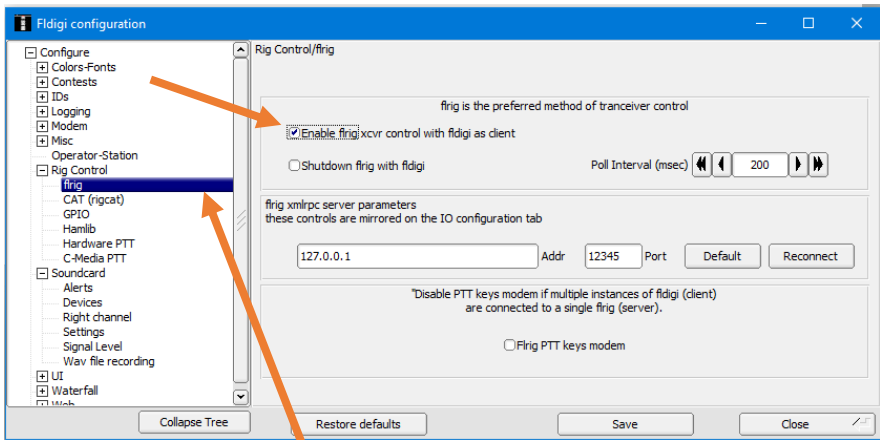 Fldigi configuration
Configure
Colors-Fonts
Contests
IDs
Logging
Modem
Misc
Operator-Station
Rig Control
flrig
CAT (rigcat)
GPIO
Hamlib
Hardware PTT
C-Media PTT
Soundcard
Alerts
Devices
Right channel
Settings
Signal Level
Wav file recording
UI
Waterfall
Web
Collapse Tree
Rig Control/flrig
flrig is the preferred method of tranceiver control
Enable flrig xcvr control with fldigi as client
Shutdown flrig with fldigi
Poll Interval (msec) 200
flrig xmlrpc server parameters
these controls are mirrored on the IO configuration tab
127.0.0.1 Addr 12345 Port Default Reconnect
"Disable PTT keys modem if multiple instances of fldigi (client)
are connected to a single flrig (server).
Flrig PTT keys modem
Restore defaults Save Close